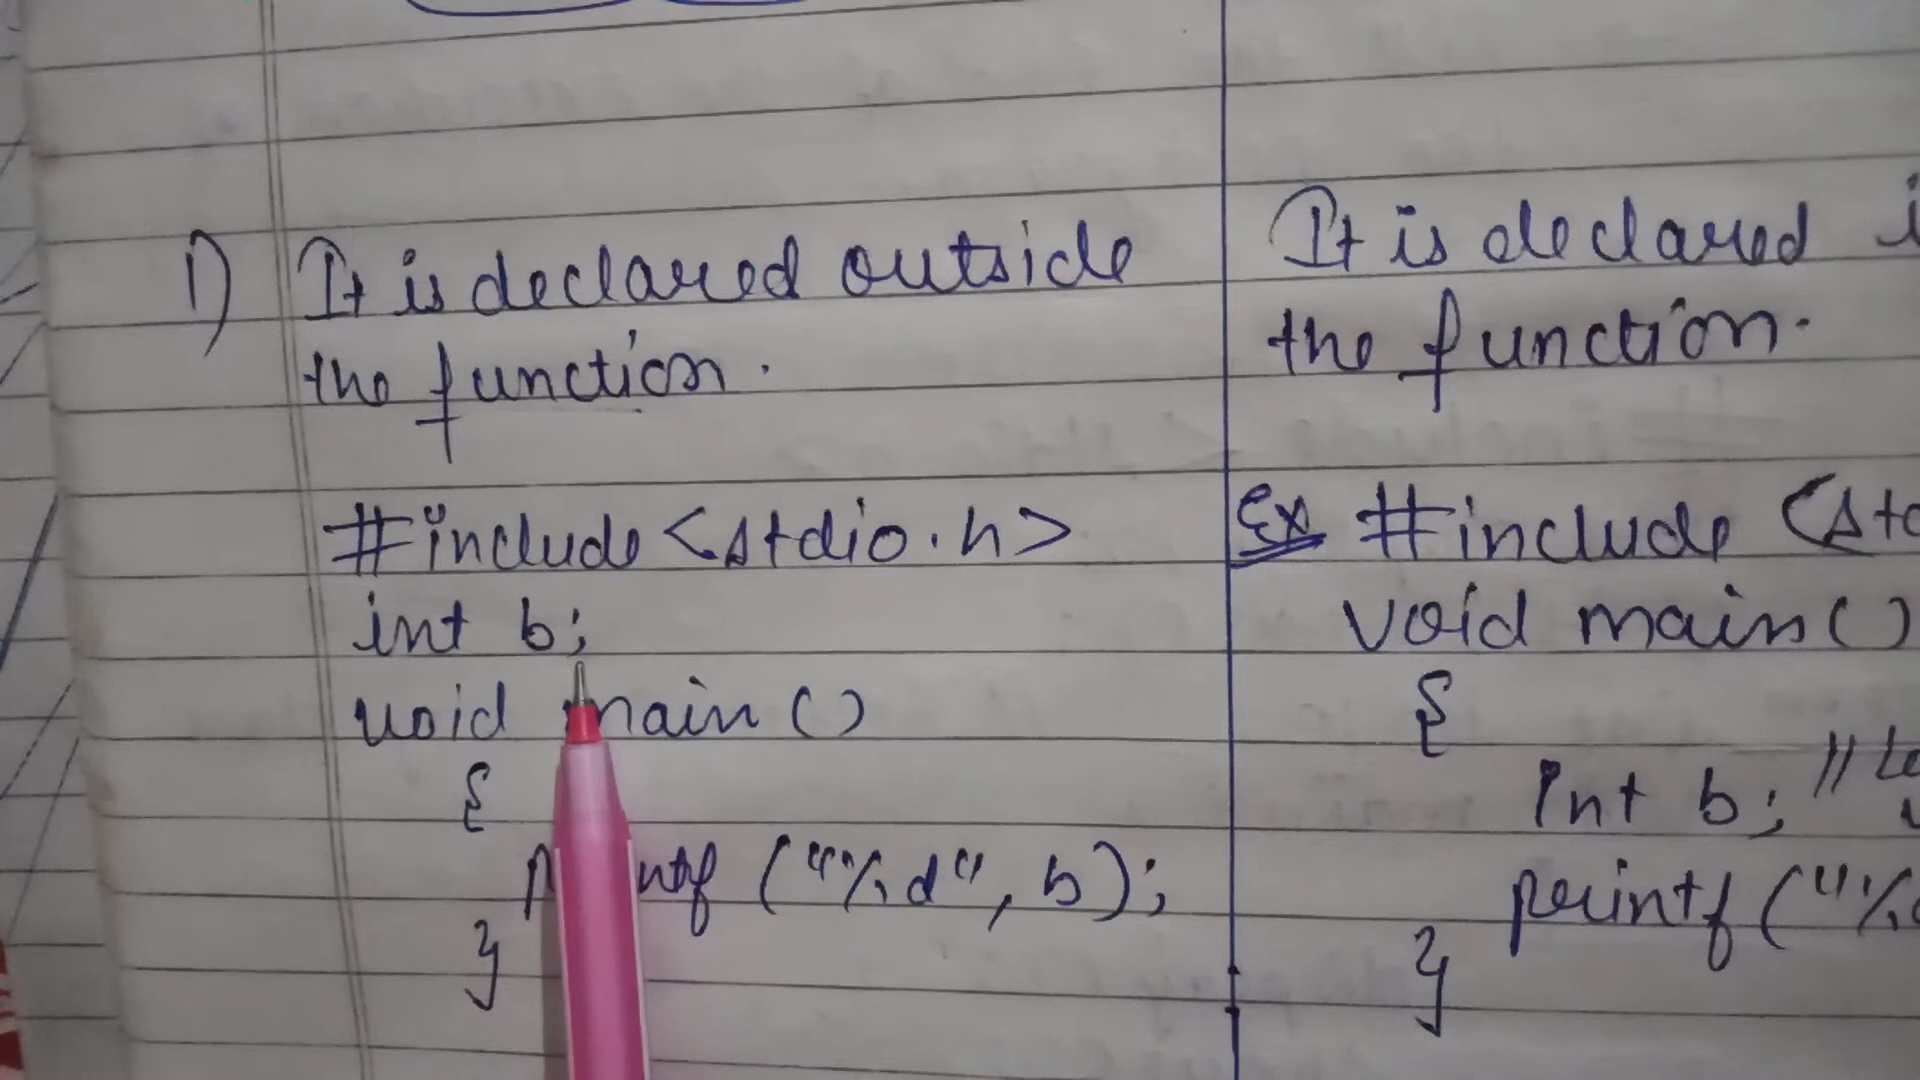 1) It is declared outside
the function.
#include <stdio.h>
int b;
void main()
{
printf ("%d", b);
}
It is declared
the function.
Ex #include <
void main()
{
Int b; //
printf ("%
}